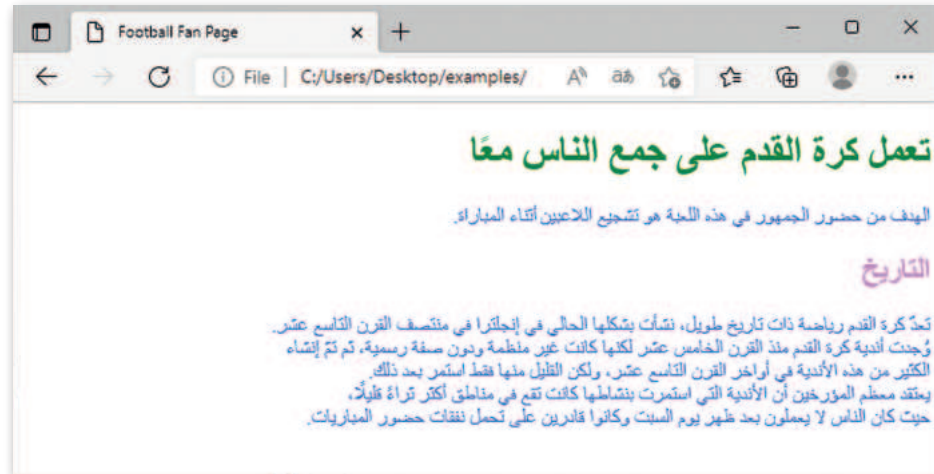 Football Fan Page
File | C:/Users/Desktop/examples/
تعمل كرة القدم على جمع الناس معًا
الهدف من حضور الجمهور في هذه اللعبة هو تشجيع اللاعبين أثناء المباراة.
التاريخ
تعدّ كرة القدم رياضة ذات تاريخ طويل، نشأت بشكلها الحالي في إنجلترا في منتصف القرن التاسع عشر.
وُجدت أندية كرة القدم منذ القرن الخامس عشر لكنها كانت غير منظمة ودون صفة رسمية، ثم تمّ إنشاء
الكثير من هذه الأندية في أواخر القرن التاسع عشر، ولكن القليل منها فقط استمر بعد ذلك.
يعتقد معظم المؤرخين أن الأندية التي استمرت بنشاطها كانت تقع في مناطق أكثر ثراءً قليلًا،
حيث كان الناس لا يعملون بعد ظهر يوم السبت وكانوا قادرين على تحمل نفقات حضور المباريات.